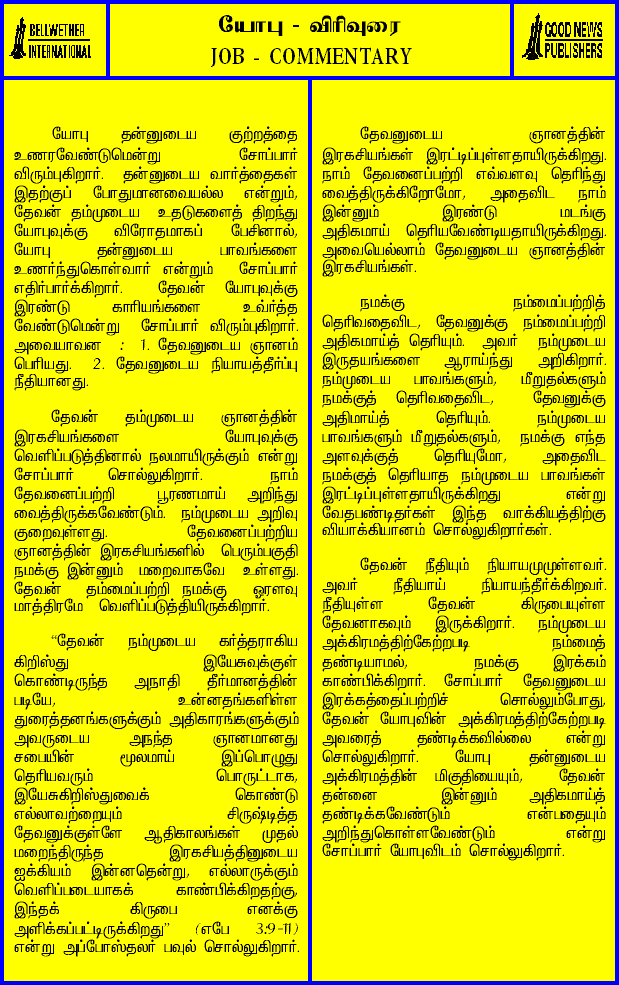 BELLWETHER
INTERNATIONAL
யோபு - விரிவுரை
JOB - COMMENTARY
GOOD NEWS
PUBLISHERS
யோபு தன்னுடைய குற்றத்தை
உணரவேண்டுமென்று சோப்பார்
விரும்புகிறார். தன்னுடைய வார்த்தைகள்
இதற்குப் போதுமானவையல்ல என்றும்,
தேவன் தம்முடைய உதடுகளைத் திறந்து
யோபுவுக்கு விரோதமாகப் பேசினால்,
யோபு தன்னுடைய பாவங்களை
உணர்ந்துகொள்வார் என்றும் சோப்பார்
எதிர்பார்க்கிறார். தேவன் யோபுவுக்கு
இரண்டு காரியங்களை உவ்ர்த்த
வேண்டுமென்று சோப்பார் விரும்புகிறார்.
அவையாவன : 1. தேவனுடைய ஞானம்
பெரியது. 2. தேவனுடைய நியாயத்தீர்ப்பு
நீதியானது.
தேவன் தம்முடைய ஞானத்தின்
இரகசியங்களை யோபுவுக்கு
வெளிப்படுத்தினால் நலமாயிருக்கும் என்று
சோப்பார் சொல்லுகிறார். நாம்
தேவனைப்பற்றி பூரணமாய் அறிந்து
வைத்திருக்கவேண்டும். நம்முடைய அறிவு
குறைவுள்ளது. தேவனைப்பற்றிய
ஞானத்தின் இரகசியங்களில் பெரும்பகுதி
நமக்கு இன்னும் மறைவாகவே உள்ளது.
தேவன் தம்மைப்பற்றி நமக்கு ஓரளவு
மாத்திரமே வெளிப்படுத்தியிருக்கிறார்.
“தேவன் நம்முடைய கர்த்தராகிய
கிறிஸ்து இயேசுவுக்குள்
கொண்டிருந்த அநாதி தீர்மானத்தின்
படியே, உன்னதங்களிளள
துரைத்தனங்களுக்கும் அதிகாரங்களுக்கும்
அவருடைய அநந்த ஞானமானது
சபையின் மூலமாய் இப்பொழுது
தெரியவரும் பொருட்டாக,
இயேசுகிறிஸ்துவைக் கொண்டு
எல்லாவற்றையும் சிருஷ்டித்த
தேவனுக்குள்ளே ஆதிகாலங்கள் முதல்
மறைந்திருந்த இரகசியத்தினுடைய
ஐக்கியம் இன்னதென்று, எல்லாருக்கும்
வெளிப்படையாகக் காண்பிக்கிறதற்கு,
இந்தக் கிருபை எனக்கு
அளிக்கப்பட்டிருக்கிறது” (எபே 3:9-11)
என்று அப்போஸ்தலர் பவுல் சொல்லுகிறார்.
தேவனுடைய ஞானத்தின்
இரகசியங்கள் இரட்டிப்புள்ளதாயிருக்கிறது.
நாம் தேவனைப்பற்றி எவ்வளவு தெரிந்து
வைத்திருக்கிறோமோ, அதைவிட நாம்
இன்னும் இரண்டு மடங்கு
அதிகமாய் தெரியவேண்டியதாயிருக்கிறது.
அவையெல்லாம் தேவனுடைய ஞானத்தின்
இரகசியங்கள்.
நமக்கு நம்மைப்பற்றித்
தெரிவதைவிட, தேவனுக்கு நம்மைப்பற்றி
அதிகமாய்த் தெரியும். அவர் நம்முடைய
இருதயங்களை ஆராய்ந்து அறிகிறார்.
நம்முடைய பாவங்களும், மீறுதல்களும்
நமக்குத் தெரிவதைவிட, தேவனுக்கு
அதிமாய்த் தெரியும். நம்முடைய
பாவங்களும் மீறுதல்களும், நமக்கு எந்த
அளவுக்குத் தெரியுமோ, அதைவிட
நமக்குத் தெரியாத நம்முடைய பாவங்கள்
இரட்டிப்புள்ளதாயிருக்கிறது என்று
வேதபண்டிதர்கள் இந்த வாக்கியத்திற்கு
வியாக்கியானம் சொல்லுகிறார்கள்.
தேவன் நீதியும் நியாயமுமுள்ளவர்.
அவர் நீதியாய் நியாயந்தீர்க்கிறவர்.
நீதியுள்ள தேவன் கிருபையுள்ள
தேவனாகவும் இருக்கிறார். நம்முடைய
அக்கிரமத்திற்கேற்றபடி நம்மைத்
தண்டியாமல், நமக்கு இரக்கம்
காண்பிக்கிறார். சோப்பார் தேவனுடைய
இரக்கத்தைப்பற்றிச் சொல்லும்போது,
தேவன் யோபுவின் அக்கிரமத்திற்கேற்றபடி
அவரைத் தண்டிக்கவில்லை என்று
சொல்லுகிறார். யோபு தன்னுடைய
அக்கிரமத்தின் மிகுதியையும், தேவன்
தன்னை இன்னும் அதிகமாய்த்
தண்டிக்கவேண்டும் என்பதையும்
அறிந்துகொள்ளவேண்டும் என்று
சோப்பார் யோபுவிடம் சொல்லுகிறார்.